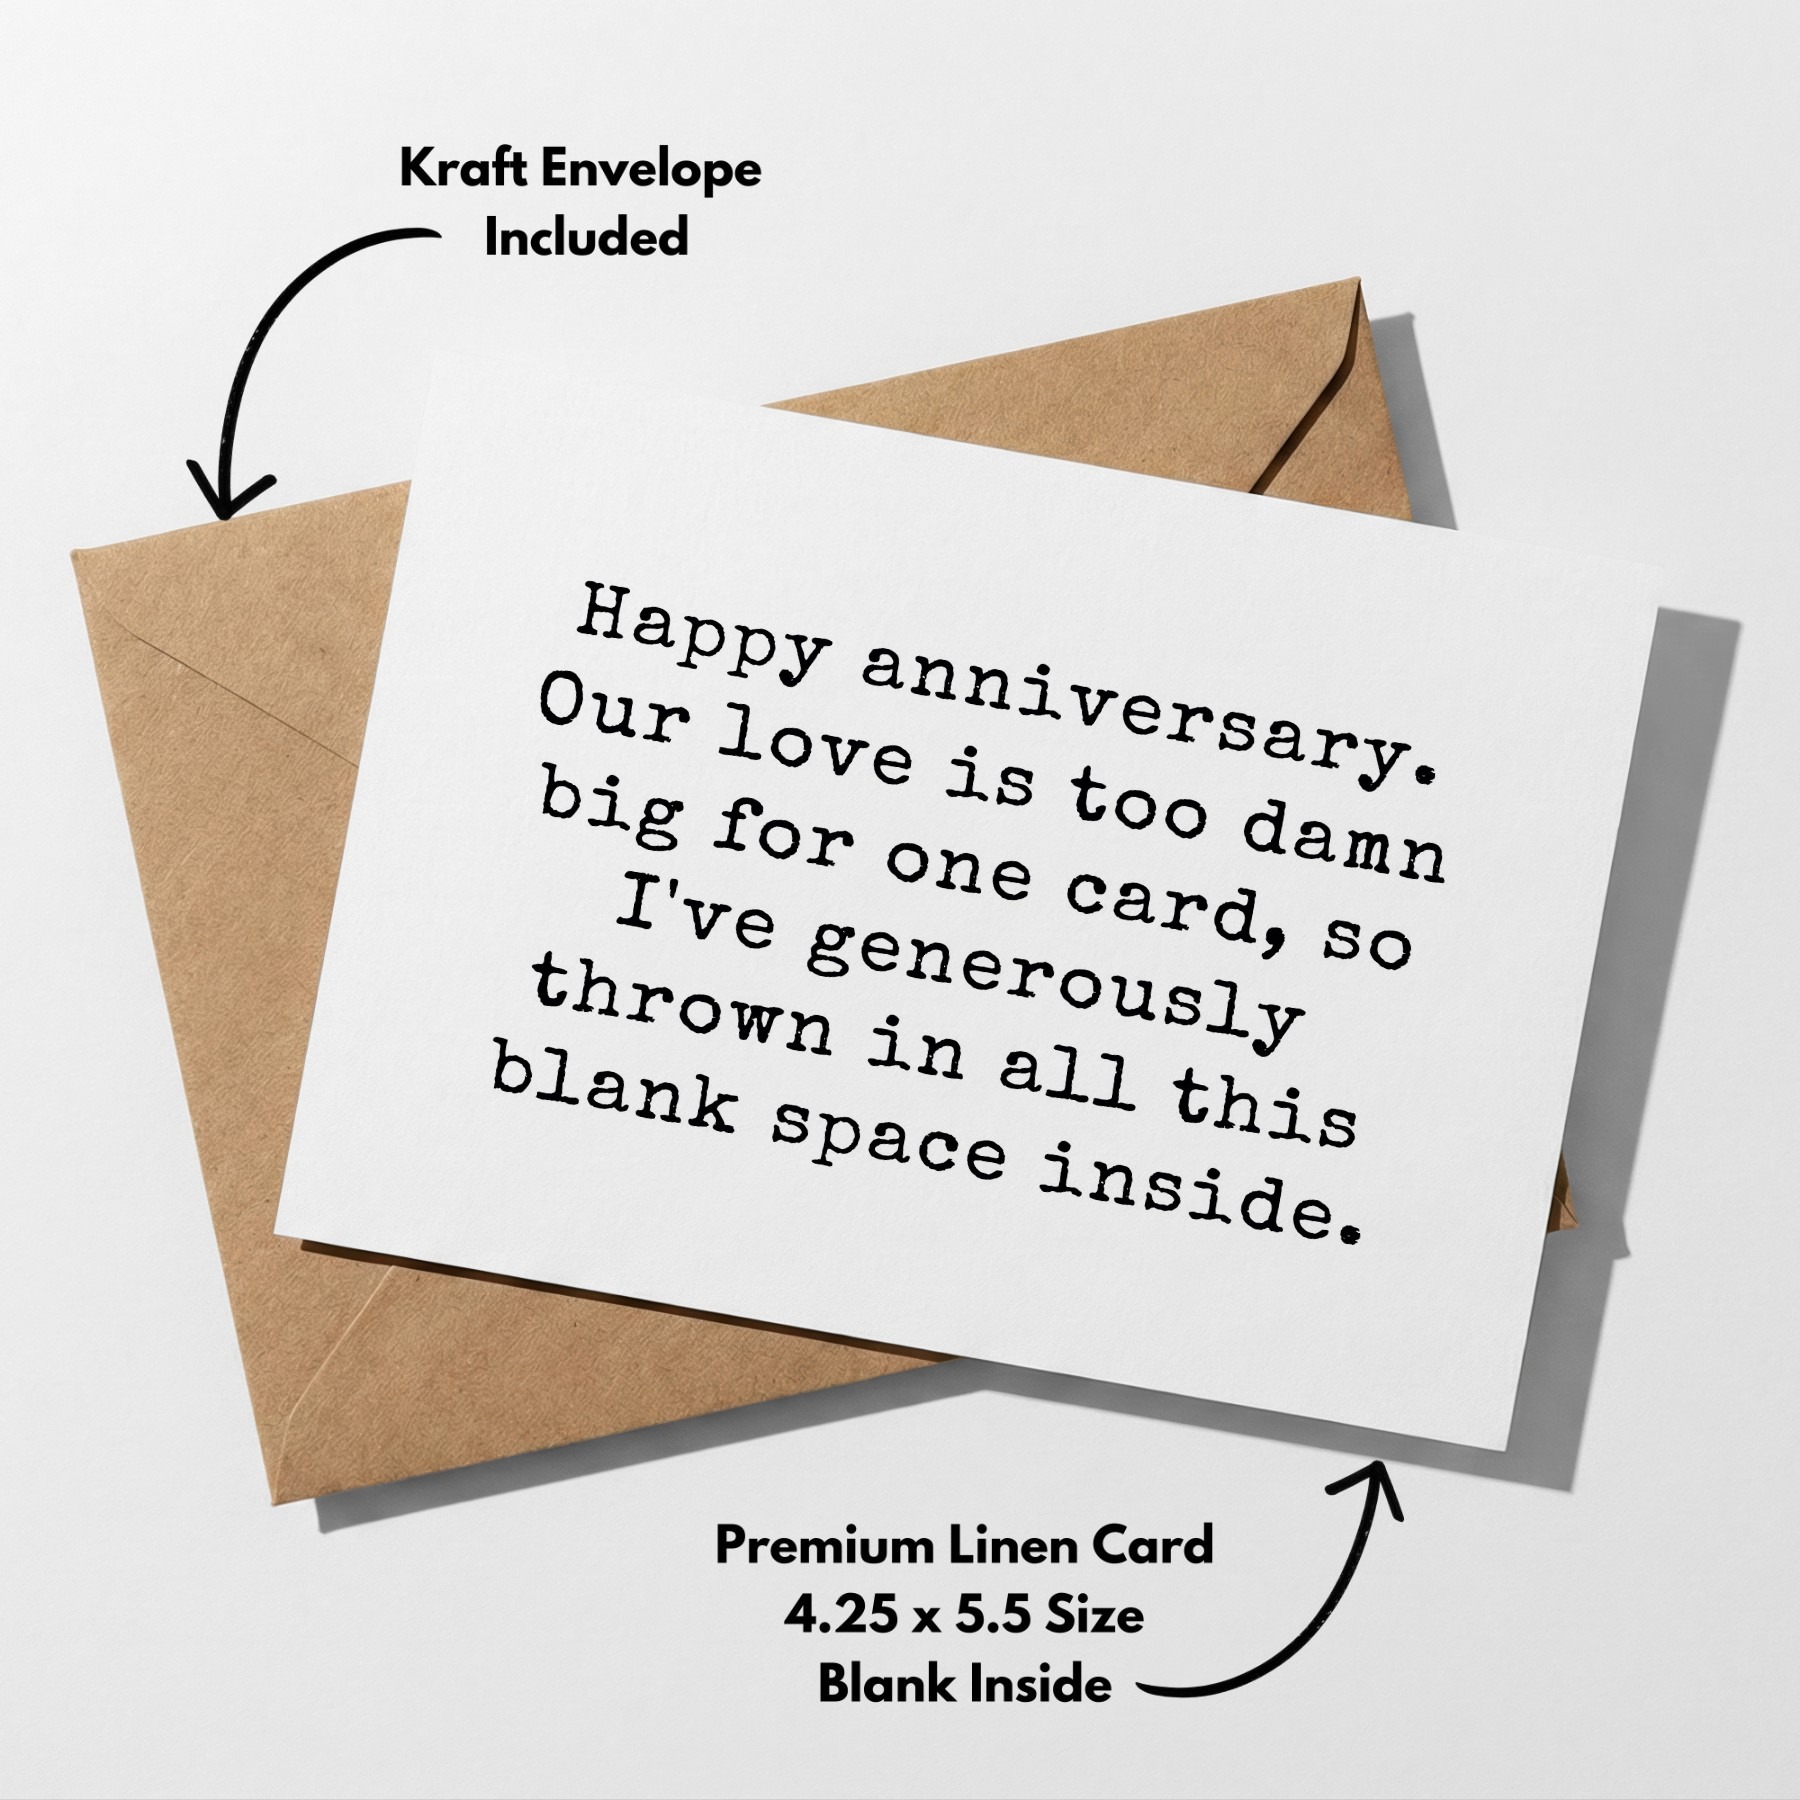 Kraft Envelope
Included
Happy anniversary.
Our love is too damn
big for one card, so
I've generously
thrown in all this
blank space inside.
Premium Linen Card
4.25 x 5.5 Size
Blank Inside